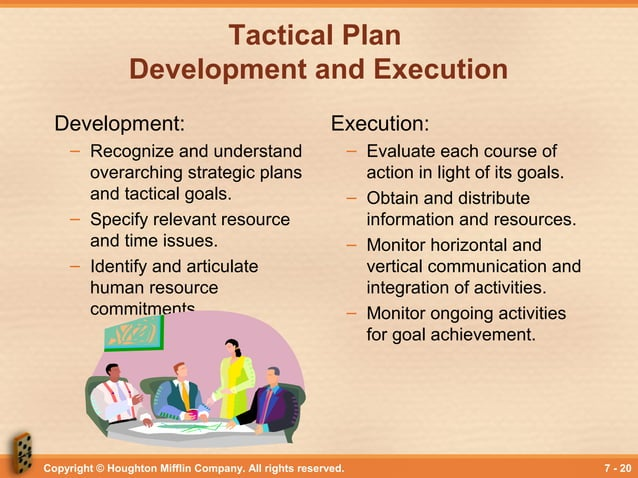 Tactical Plan
Development and Execution
Development:
– Recognize and understand
overarching strategic plans
and tactical goals.
– Specify relevant resource
and time issues.
– Identify and articulate
human resource
commitments
Execution:
– Evaluate each course of
action in light of its goals.
– Obtain and distribute
information and resources.
– Monitor horizontal and
vertical communication and
integration of activities.
– Monitor ongoing activities
for goal achievement.
Copyright © Houghton Mifflin Company. All rights reserved.
7 - 20